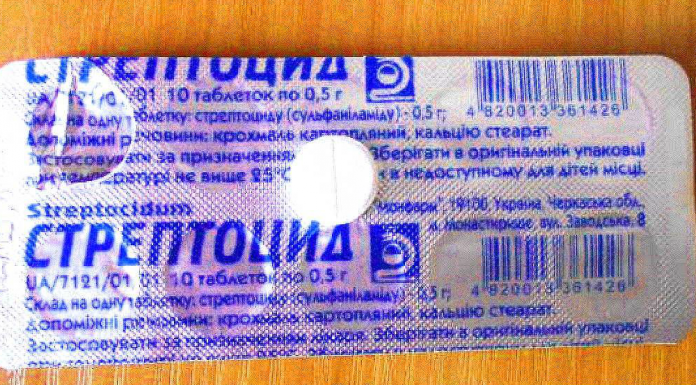 СТРЕПТОЦИД
UA/7121/01/01 10 таблеток по 0,5 г
Склад на одну таблетку: стрептоциду (сульфаніламіду) - 0,5 г; 4 820013 361426
Допоміжні речовини: крохмаль картопляний, кальцію стеарат.
Застосовувати за призначенням Зберігати в оригінальній упаковці
при температурі не вище 25°C в недоступному для дітей місці.
Streptocidum "Монфарм", 19100, Україна, Черкаська обл.,
СТРЕПТОЦИД м. Монастирище, вул. Заводська, 8
UA/7121/01 01 10 таблеток по 0,5 г
Склад на одну таблетку: стрептоциду (сульфаніламіду) - 0,5 г; 4 820013 361426
Допоміжні речовини: крохмаль картопляний, кальцію стеарат.
Застосовувати за призначенням лікаря. Зберігати в оригінальній упаковці